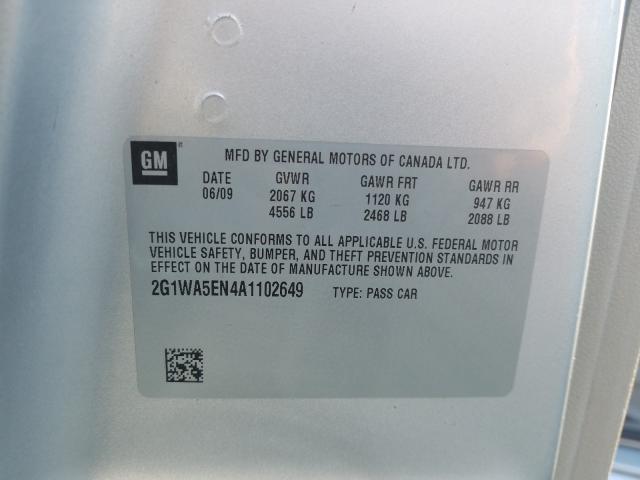 GM MFD BY GENERAL MOTORS OF CANADA LTD.
DATE GVWR GAWR FRT GAWR RR
06/09 2067 KG 1120 KG 947 KG
4556 LB 2468 LB 2088 LB
THIS VEHICLE CONFORMS TO ALL APPLICABLE U.S. FEDERAL MOTOR
VEHICLE SAFETY, BUMPER, AND THEFT PREVENTION STANDARDS IN
EFFECT ON THE DATE OF MANUFACTURE SHOWN ABOVE.
2G1WA5EN4A1102649 TYPE: PASS CAR